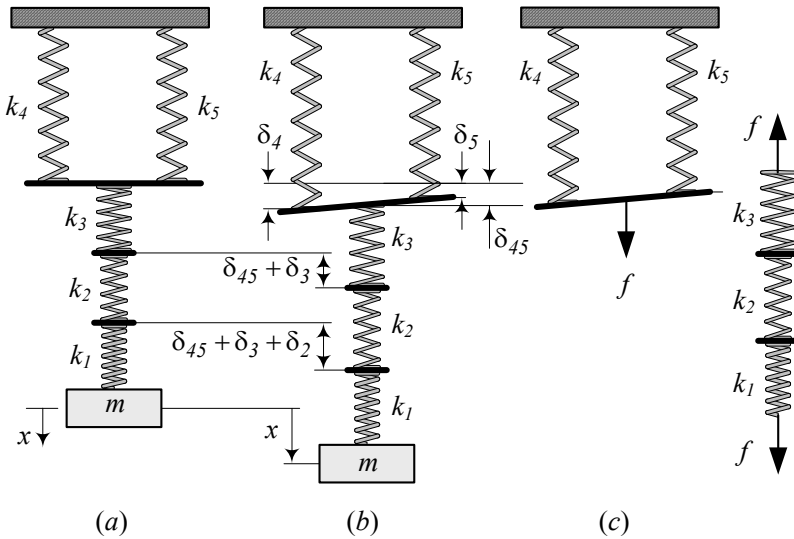 k4 k5
k3
k2
k1
m
x
(a)
k4 k5
δ4 δ5
δ45
k3
δ45 + δ3
k2
δ45 + δ3 + δ2
k1
x
m
(b)
k4 k5
f
f
k3
k2
k1
f
(c)